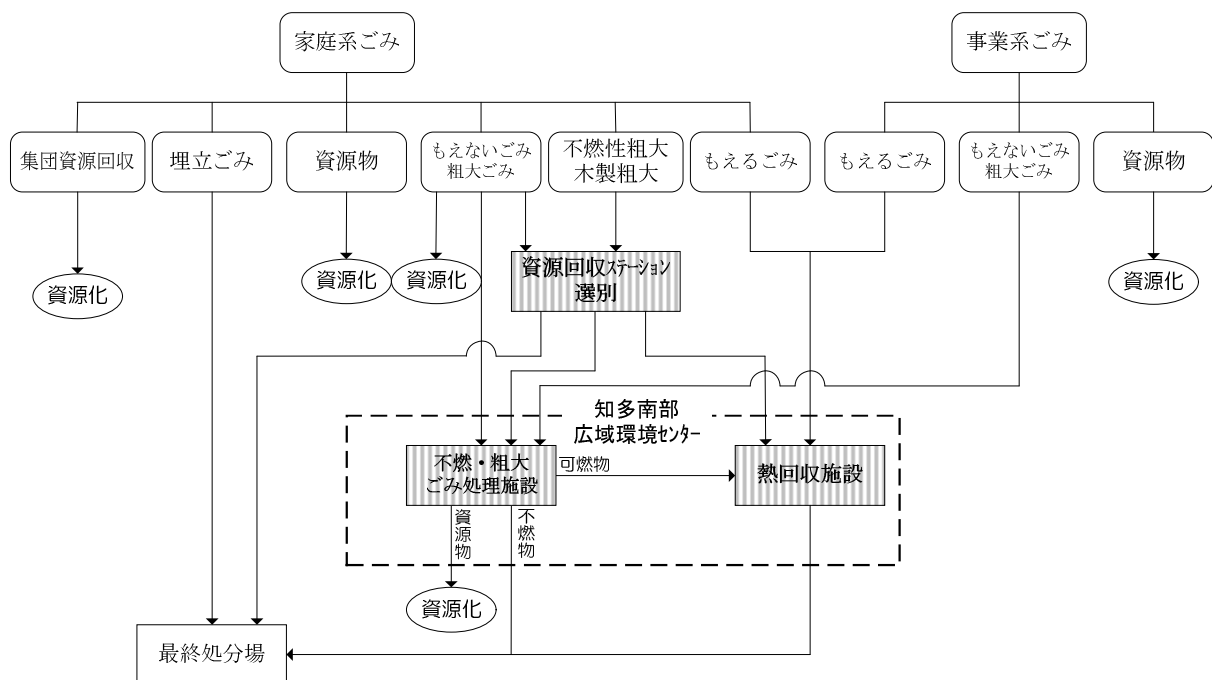 家庭系ごみ
事業系ごみ
集団資源回収
埋立ごみ
資源物
もえないごみ
粗大ごみ
不燃性粗大
木製粗大
もえるごみ
もえるごみ
もえないごみ
粗大ごみ
資源物
資源化
資源化
資源化
資源回収ステーション
選別
資源化
知多南部
広域環境センター
不燃・粗大
ごみ処理施設
可燃物
熱回収施設
資源物
不燃物
資源化
最終処分場